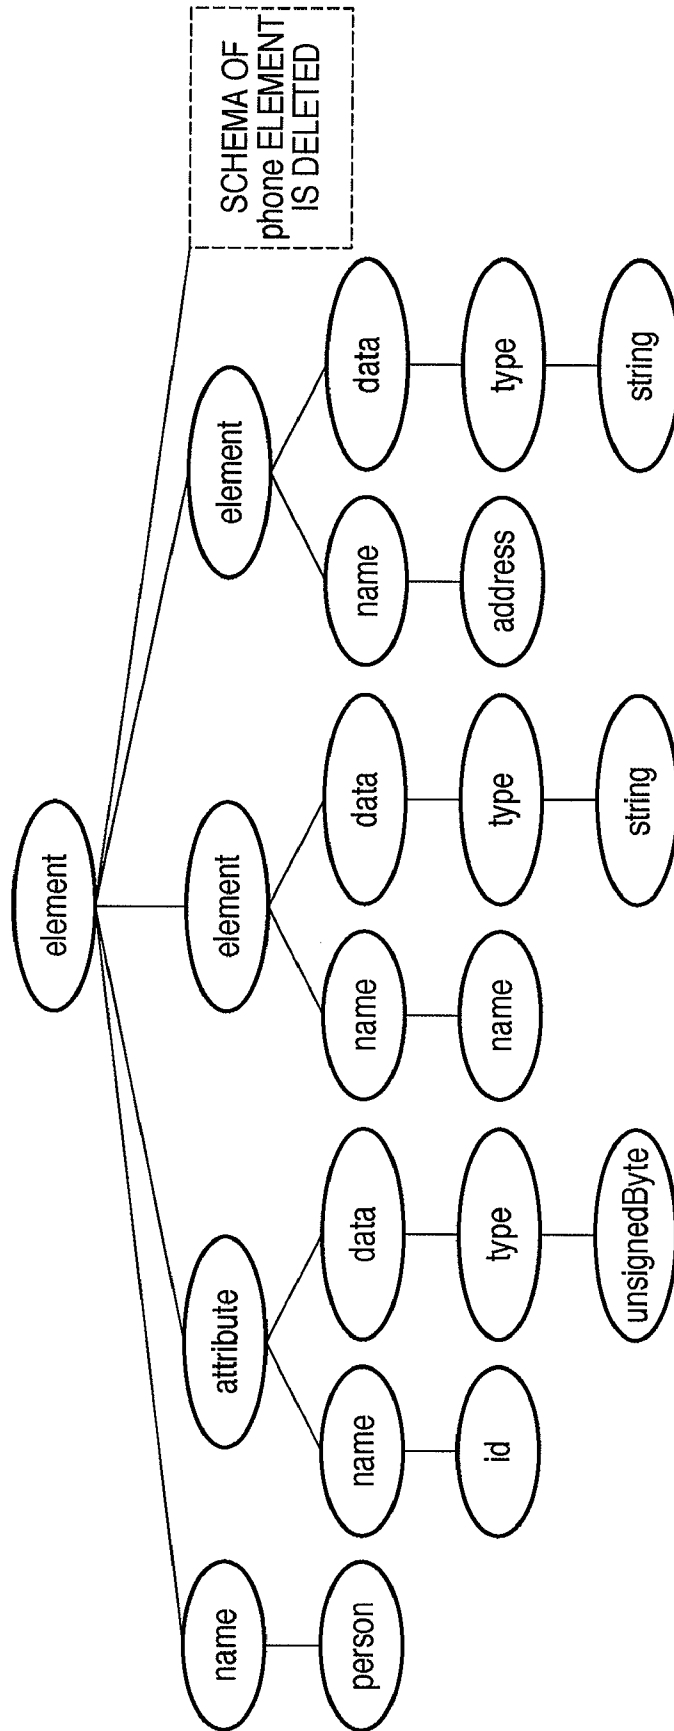 element
name
attribute
element
element
SCHEMA OF
phone ELEMENT
IS DELETED
person
name
data
name
data
name
data
id
type
name
type
address
type
unsignedByte
string
string